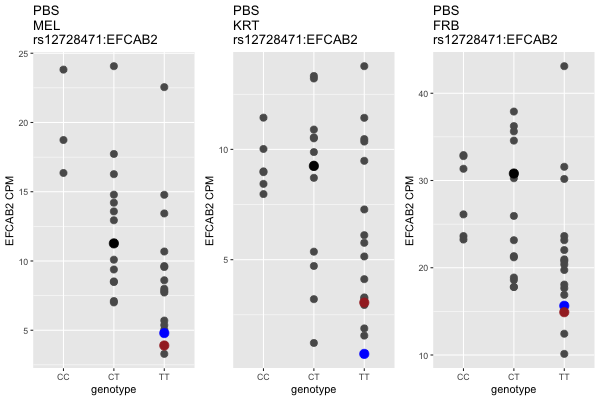 PBS
MEL
rs12728471:EFCAB2
25
20
15
10
5
EFCAB2 CPM
CC
CT
TT
genotype
PBS
KRT
rs12728471:EFCAB2
10
5
EFCAB2 CPM
CC
CT
TT
genotype
PBS
FRB
rs12728471:EFCAB2
40
30
20
10
EFCAB2 CPM
CC
CT
TT
genotype